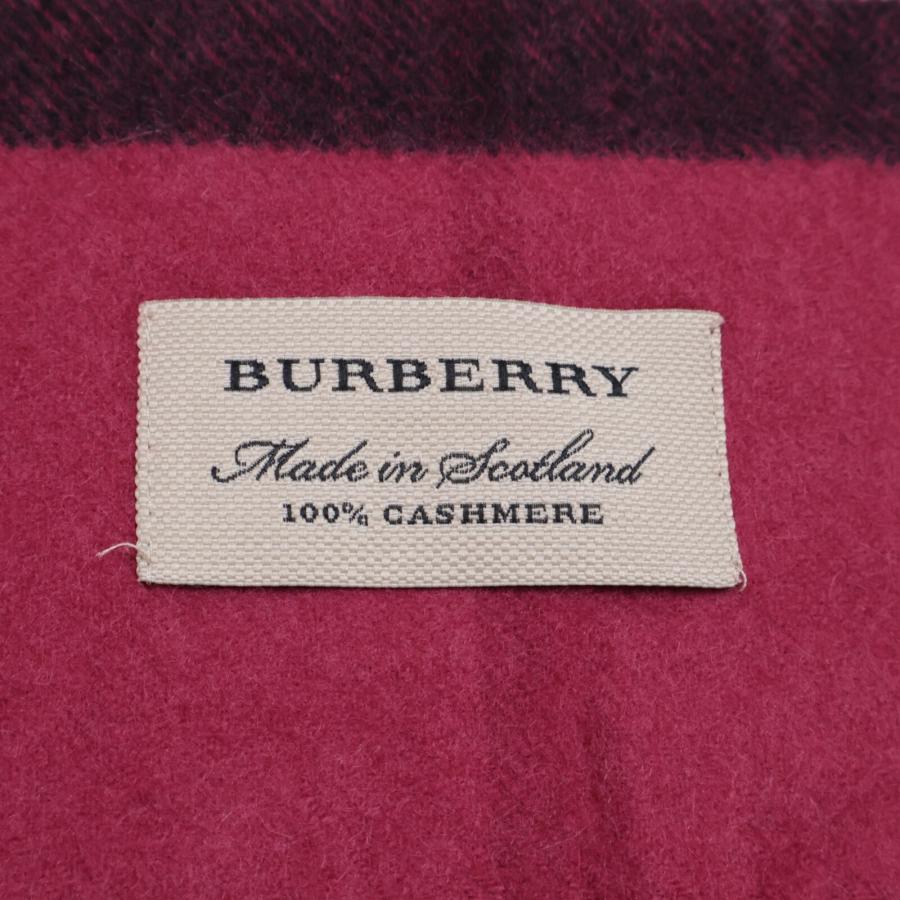 BURBERRY
Made in Scotland
100% CASHMERE